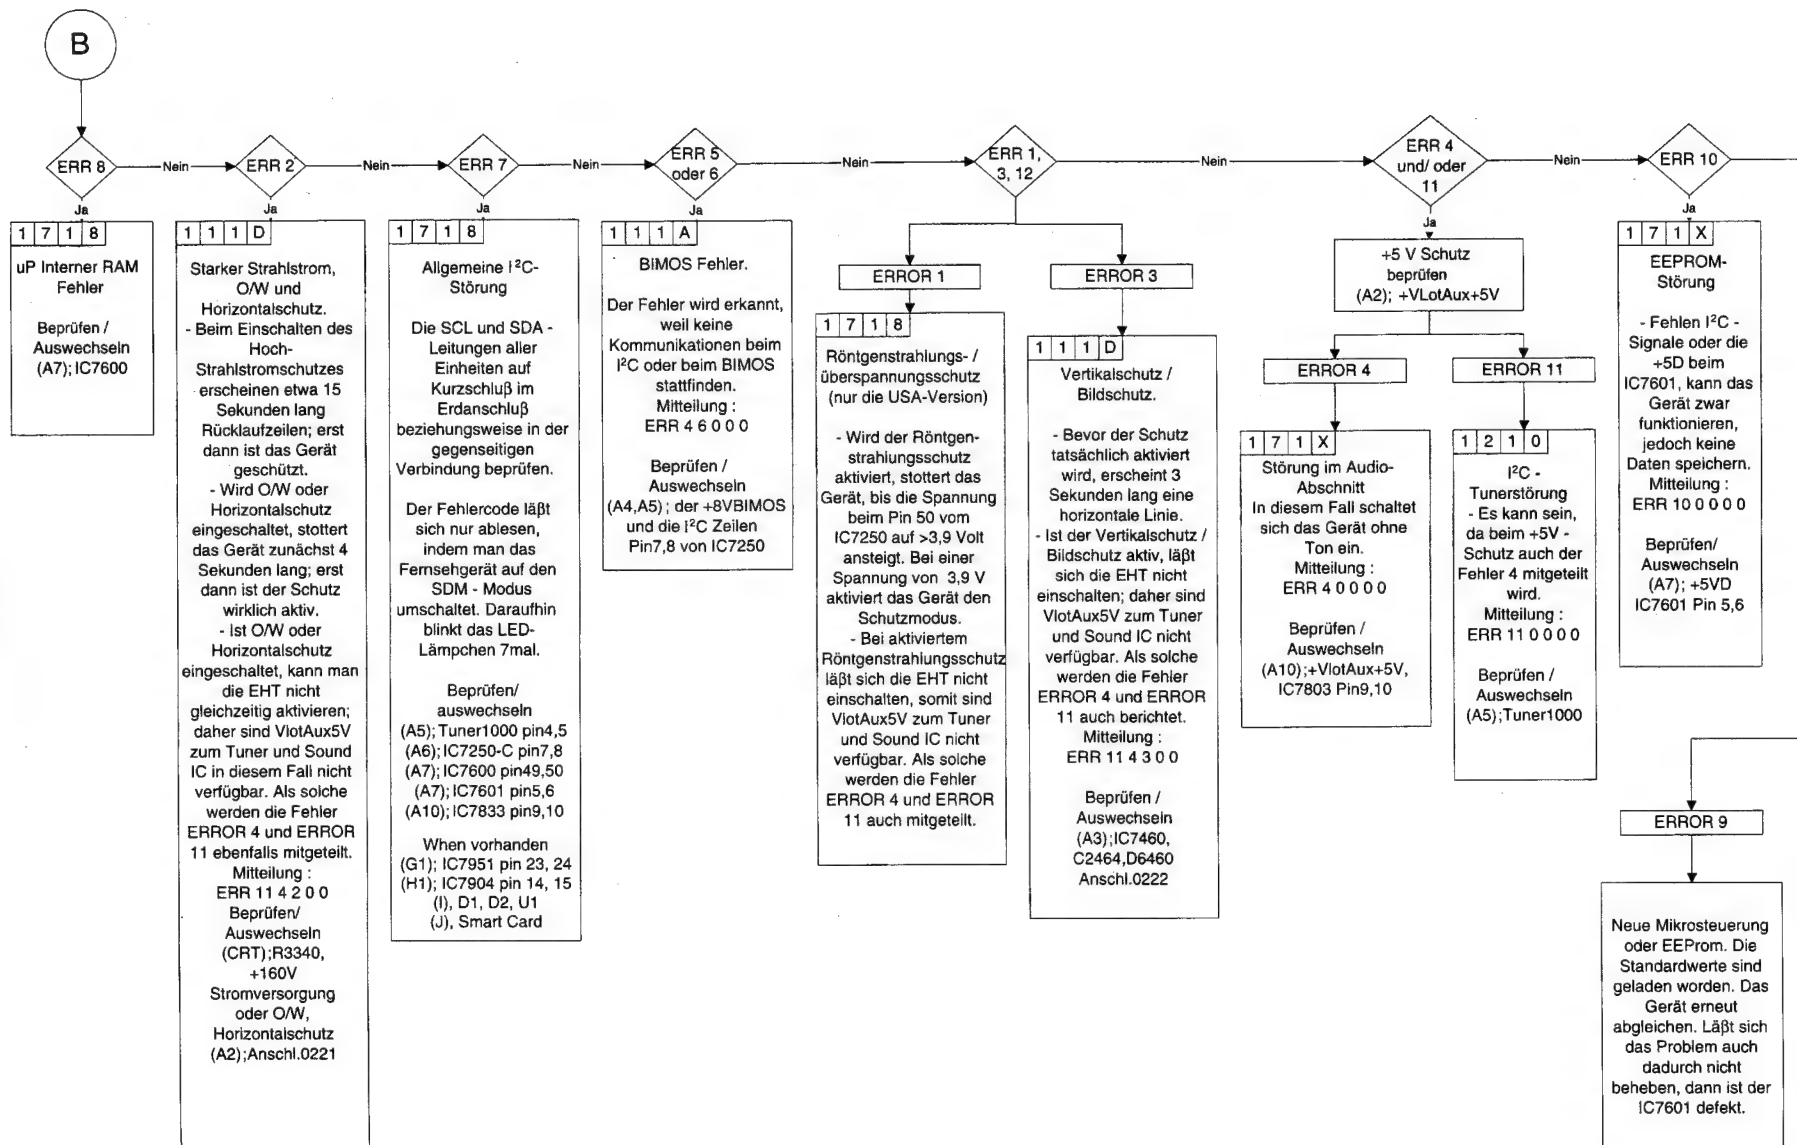 B
ERR 8
Nein
ERR 2
Nein
ERR 7
Nein
ERR 5
oder 6
Nein
ERR 1,
3, 12
Nein
ERR 4
und/ oder
11
Nein
ERR 10
Ja
1 7 1 8
uP Interner RAM
Fehler
Beprüfen /
Auswechseln
(A7); IC7600
Ja
1 1 1 D
Starker Strahlstrom,
O/W und
Horizontalschutz.
- Beim Einschalten des
Hoch-
Strahlstromschutzes
erscheinen etwa 15
Sekunden lang
Rücklaufzeilen; erst
dann ist das Gerät
geschützt.
- Wird O/W oder
Horizontalschutz
eingeschaltet, stottert
das Gerät zunächst 4
Sekunden lang; erst
dann ist der Schutz
wirklich aktiv.
- Ist O/W oder
Horizontalschutz
eingeschaltet, kann man
die EHT nicht
gleichzeitig aktivieren;
daher sind VlotAux5V
zum Tuner und Sound
IC in diesem Fall nicht
verfügbar. Als solche
werden die Fehler
ERROR 4 und ERROR
11 ebenfalls mitgeteilt.
Mitteilung :
ERR 11 4 2 0 0
Beprüfen/
Auswechseln
(CRT);R3340,
+160V
Stromversorgung
oder O/W,
Horizontalschutz
(A2);Anschl.0221
Ja
1 7 1 8
Allgemeine I²C-
Störung
Die SCL und SDA -
Leitungen aller
Einheiten auf
Kurzschluß im
Erdanschluß
beziehungsweise in der
gegenseitigen
Verbindung beprüfen.
Der Fehlercode läßt
sich nur ablesen,
indem man das
Fernsehgerät auf den
SDM - Modus
umschaltet. Daraufhin
blinkt das LED-
Lämpchen 7mal.
Beprüfen/
auswechseln
(A5); Tuner1000 pin4,5
(A6); IC7250-C pin7,8
(A7); IC7600 pin49,50
(A7); IC7601 pin5,6
(A10); IC7833 pin9,10
When vorhanden
(G1); IC7951 pin 23, 24
(H1); IC7904 pin 14, 15
(I), D1, D2, U1
(J), Smart Card
Ja
1 1 1 A
BIMOS Fehler.
Der Fehler wird erkannt,
weil keine
Kommunikationen beim
I²C oder beim BIMOS
stattfinden.
Mitteilung :
ERR 4 6 0 0 0
Beprüfen /
Auswechseln
(A4,A5) ; der +8VBIMOS
und die I²C Zeilen
Pin7,8 von IC7250
ERROR 1
1 7 1 8
Röntgenstrahlungs- /
überspannungsschutz
(nur die USA-Version)
- Wird der Röntgen-
strahlungsschutz
aktiviert, stottert das
Gerät, bis die Spannung
beim Pin 50 vom
IC7250 auf >3,9 Volt
ansteigt. Bei einer
Spannung von 3,9 V
aktiviert das Gerät den
Schutzmodus.
- Bei aktiviertem
Röntgenstrahlungsschutz
läßt sich die EHT nicht
einschalten, somit sind
VlotAux5V zum Tuner
und Sound IC nicht
verfügbar. Als solche
werden die Fehler
ERROR 4 und ERROR
11 auch mitgeteilt.
ERROR 3
1 1 1 D
Vertikalschutz /
Bildschutz.
- Bevor der Schutz
tatsächlich aktiviert
wird, erscheint 3
Sekunden lang eine
horizontale Linie.
- Ist der Vertikalschutz /
Bildschutz aktiv, läßt
sich die EHT nicht
einschalten; daher sind
VlotAux5V zum Tuner
und Sound IC nicht
verfügbar. Als solche
werden die Fehler
ERROR 4 und ERROR
11 auch berichtet.
Mitteilung :
ERR 11 4 3 0 0
Beprüfen /
Auswechseln
(A3);IC7460,
C2464,D6460
Anschl.0222
Ja
+5 V Schutz
beprüfen
(A2); +VLotAux+5V
ERROR 4
1 7 1 X
Störung im Audio-
Abschnitt
In diesem Fall schaltet
sich das Gerät ohne
Ton ein.
Mitteilung :
ERR 4 0 0 0 0
Beprüfen /
Auswechseln
(A10);+VlotAux+5V,
IC7803 Pin9,10
ERROR 11
1 2 1 0
I²C -
Tunerstörung
- Es kann sein,
da beim +5V -
Schutz auch der
Fehler 4 mitgeteilt
wird.
Mitteilung :
ERR 11 0 0 0 0
Beprüfen /
Auswechseln
(A5);Tuner1000
Ja
1 7 1 X
EEPROM-
Störung
- Fehlen I²C -
Signale oder die
+5D beim
IC7601, kann das
Gerät zwar
funktionieren,
jedoch keine
Daten speichern.
Mitteilung :
ERR 10 0 0 0 0
Beprüfen/
Auswechseln
(A7); +5VD
IC7601 Pin 5,6
ERROR 9
Neue Mikrosteuerung
oder EEProm. Die
Standardwerte sind
geladen worden. Das
Gerät erneut
abgleichen. Läßt sich
das Problem auch
dadurch nicht
beheben, dann ist der
IC7601 defekt.